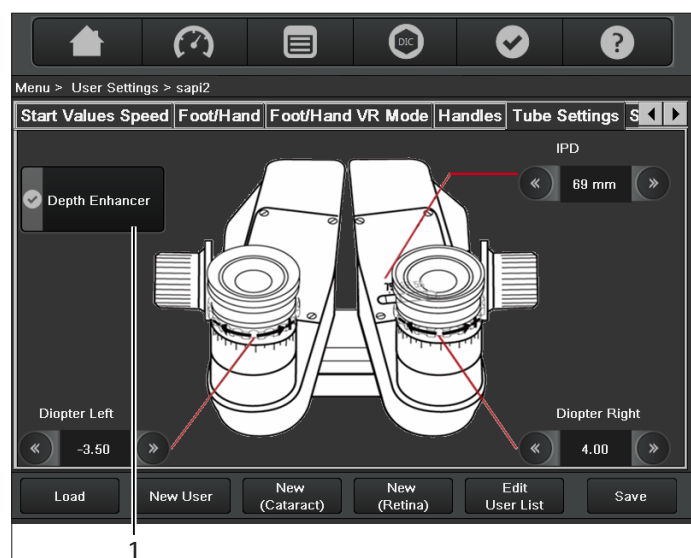 DIC
?
Menu > User Settings > sapi2
Start Values Speed Foot/Hand Foot/Hand VR Mode Handles Tube Settings S
IPD
69 mm
Depth Enhancer
Diopter Left
-3.50
Diopter Right
4.00
Load
New User
New
(Cataract)
New
(Retina)
Edit
User List
Save
1